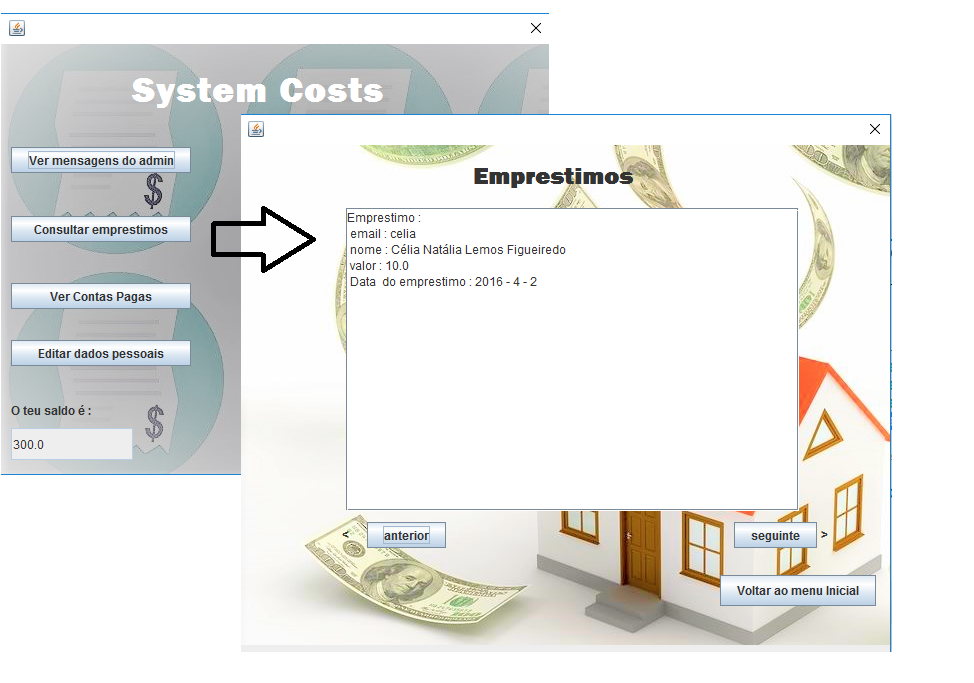 System Costs
Ver mensagens do admin
Consultar emprestimos
Ver Contas Pagas
Editar dados pessoais
O teu saldo é :
300.0
Emprestimos
Emprestimo :
email : celia
nome : Célia Natália Lemos Figueiredo
valor : 10.0
Data do emprestimo : 2016 - 4 - 2
< anterior
seguinte >
Voltar ao menu Inicial